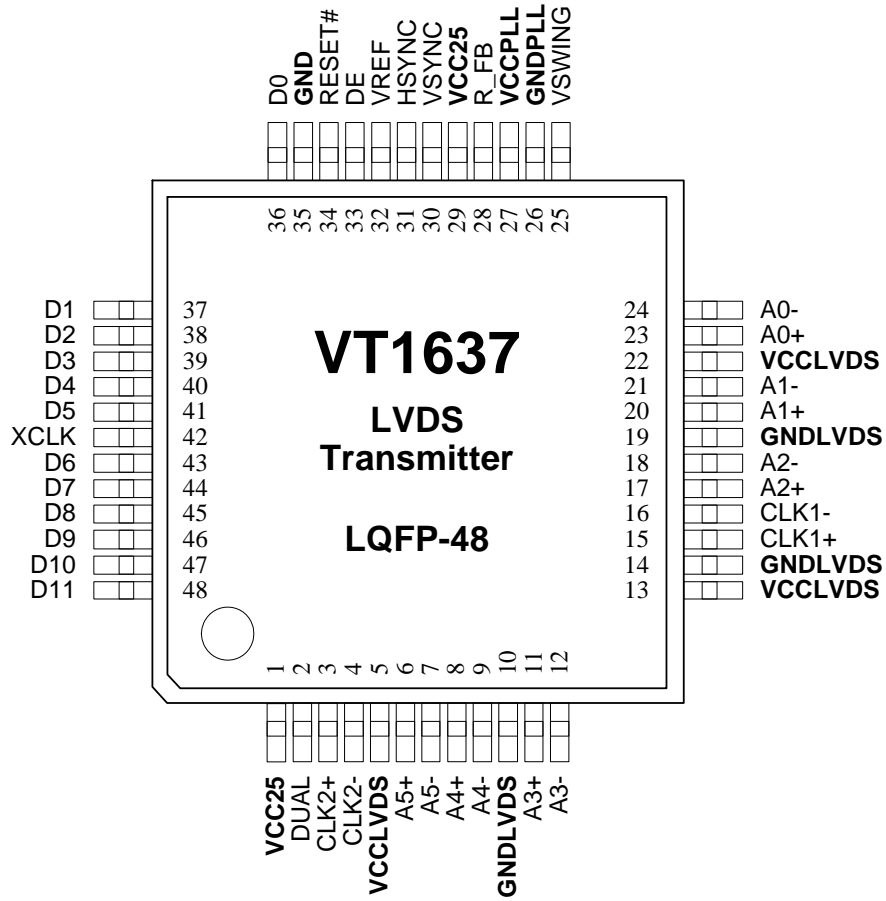 D0
GND
RESET#
DE
VREF
HSYNC
VSYNC
VCC25
R_FB
VCCPLL
GNDPLL
VSWING
36
35
34
33
32
31
30
29
28
27
26
25
D1 37
D2 38
D3 39
D4 40
D5 41
XCLK 42
D6 43
D7 44
D8 45
D9 46
D10 47
D11 48
VT1637
LVDS
Transmitter
LQFP-48
24 A0-
23 A0+
22 VCCLVDS
21 A1-
20 A1+
19 GNDLVDS
18 A2-
17 A2+
16 CLK1-
15 CLK1+
14 GNDLVDS
13 VCCLVDS
1
2
3
4
5
6
7
8
9
10
11
12
VCC25
DUAL
CLK2+
CLK2-
VCCLVDS
A5+
A5-
A4+
A4-
GNDLVDS
A3+
A3-